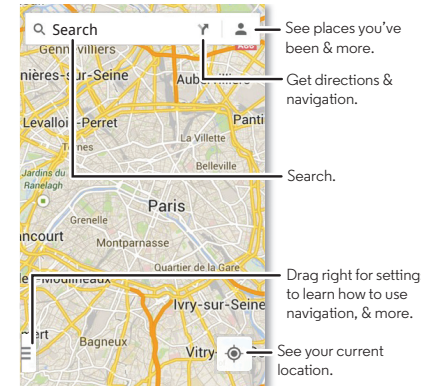 Search
See places you've
been & more.
Gennevilliers
nières-sur-Seine
Get directions &
navigation.
Levallois-Perret
Panti
Ternes
La Villette
Belleville
Jardins du
Ranelagh
Search.
Paris
Grenelle
ncourt
Montparnasse
Quartier de la Gare
Drag right for setting
to learn how to use
navigation, & more.
Ivry-sur-Seine
Bagneux
Vitry
See your current
location.